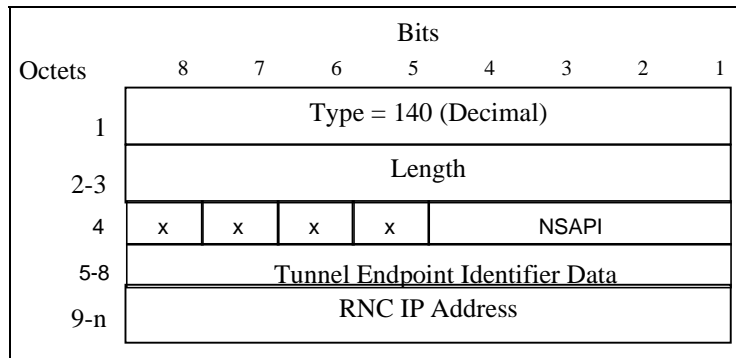 Bits
Octets 8 7 6 5 4 3 2 1
1 Type = 140 (Decimal)
2-3 Length
4 x x x x NSAPI
5-8 Tunnel Endpoint Identifier Data
9-n RNC IP Address